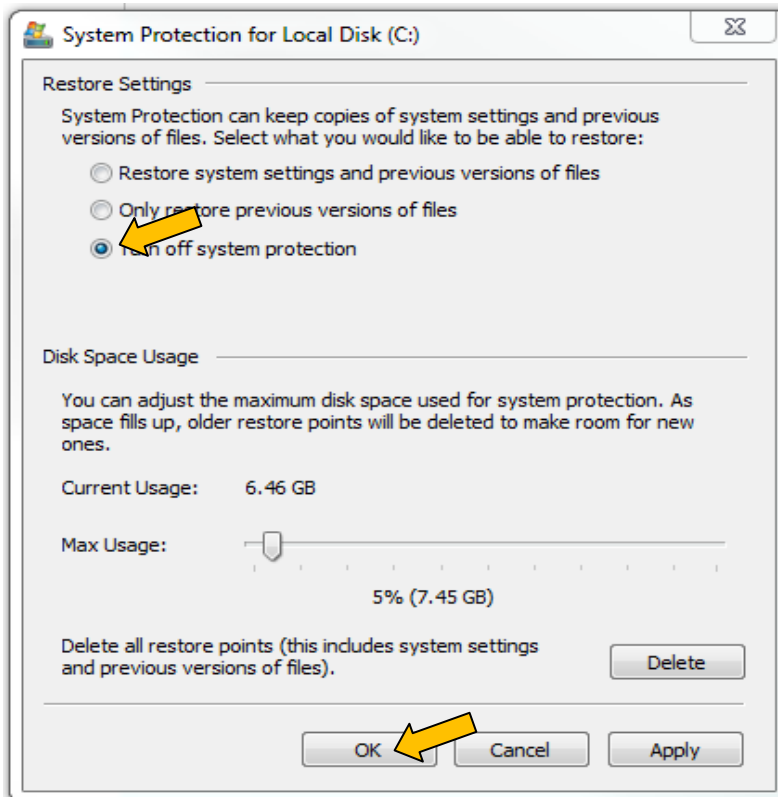 System Protection for Local Disk (C:)
Restore Settings
System Protection can keep copies of system settings and previous
versions of files. Select what you would like to be able to restore:
Restore system settings and previous versions of files
Only restore previous versions of files
Turn off system protection
Disk Space Usage
You can adjust the maximum disk space used for system protection. As
space fills up, older restore points will be deleted to make room for new
ones.
Current Usage: 6.46 GB
Max Usage:
5% (7.45 GB)
Delete all restore points (this includes system settings
and previous versions of files).
Delete
OK Cancel Apply